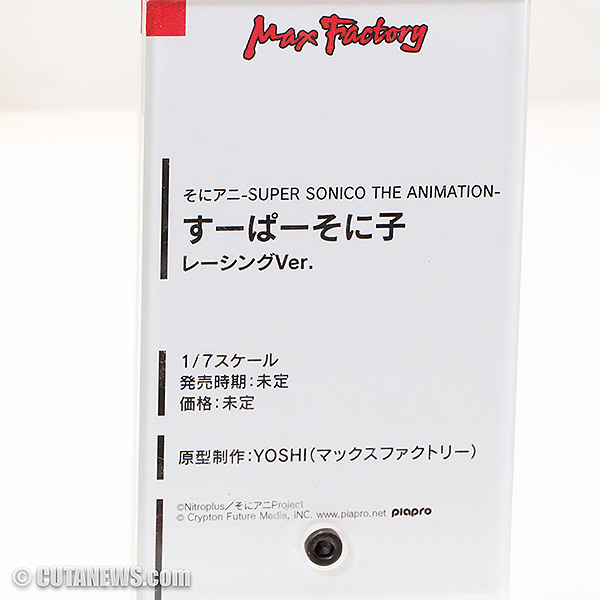 Max Factory
そにアニ-SUPER SONICO THE ANIMATION-
すーぱーそに子
レーシングVer.
1/7スケール
発売時期：未定
価格：未定
原型制作：YOSHI（マックスファクトリー）
©Nitroplus／そにアニProject
© Crypton Future Media, INC. www.piapro.net piapro
© CUTANEWS.com